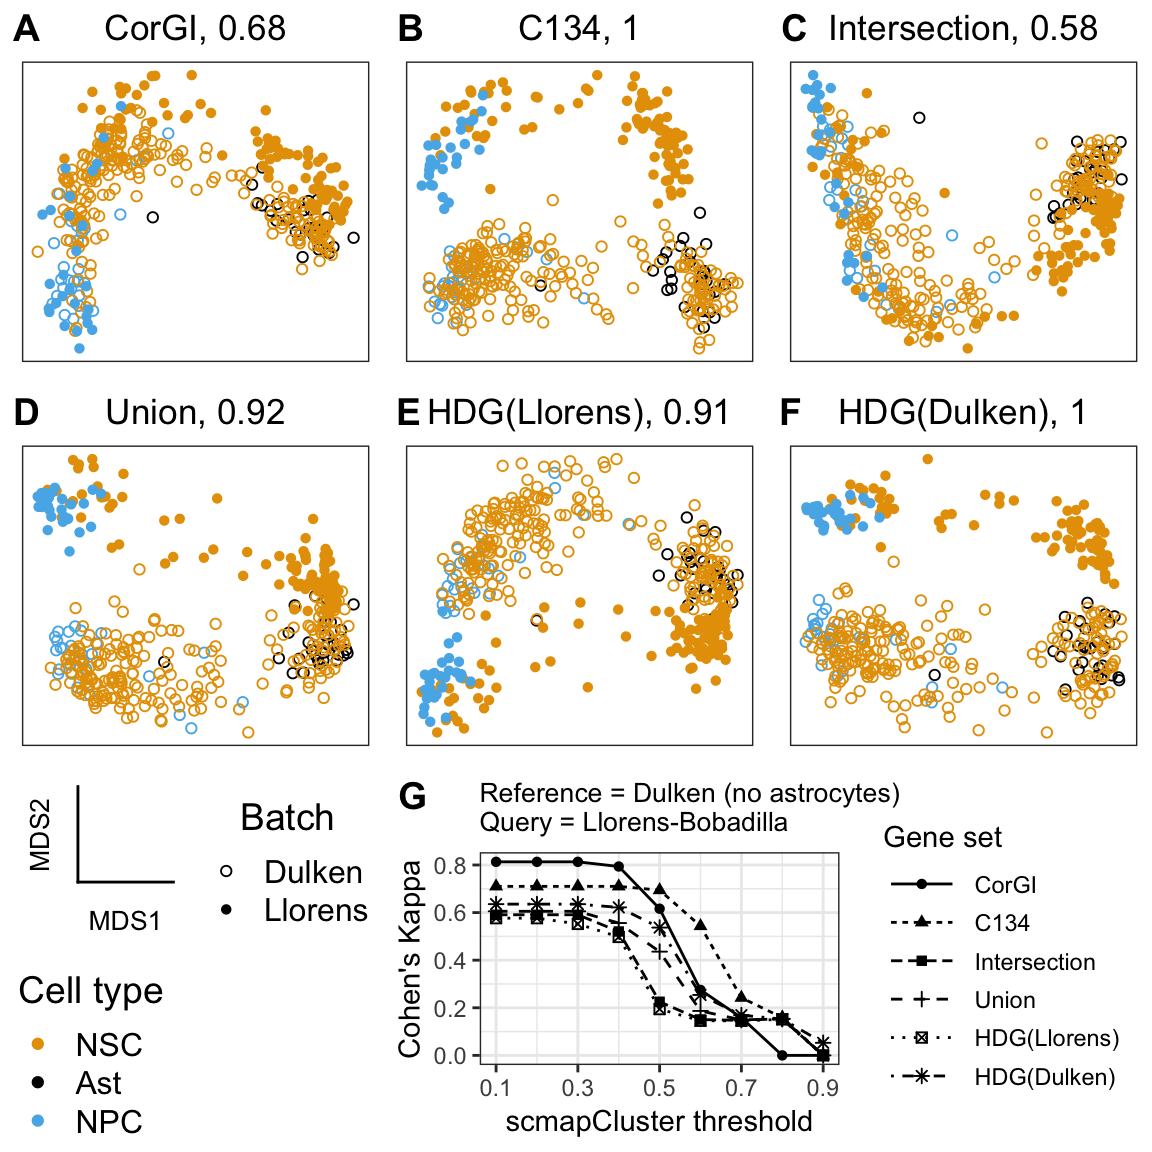 A CorGI, 0.68
B C134, 1
C Intersection, 0.58
D Union, 0.92
E HDG(Llorens), 0.91
F HDG(Dulken), 1
MDS2
MDS1
Batch
Dulken
Llorens
Cell type
NSC
Ast
NPC
G Reference = Dulken (no astrocytes)
Query = Llorens-Bobadilla
Cohen's Kappa
0.8
0.6
0.4
0.2
0.0
0.1 0.3 0.5 0.7 0.9
scmapCluster threshold
Gene set
CorGI
C134
Intersection
Union
HDG(Llorens)
HDG(Dulken)